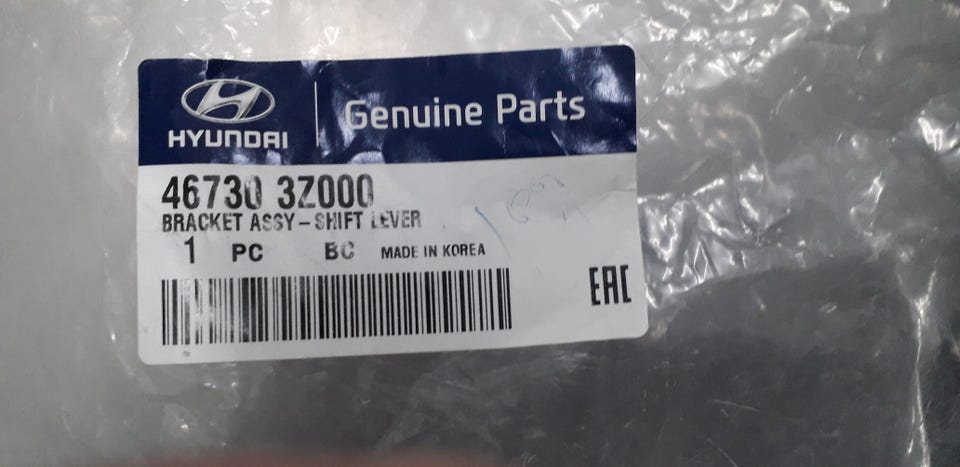 HYUNDAI
Genuine Parts
46730 3Z000
BRACKET ASSY-SHIFT LEVER
1 PC BC MADE IN KOREA
EAC